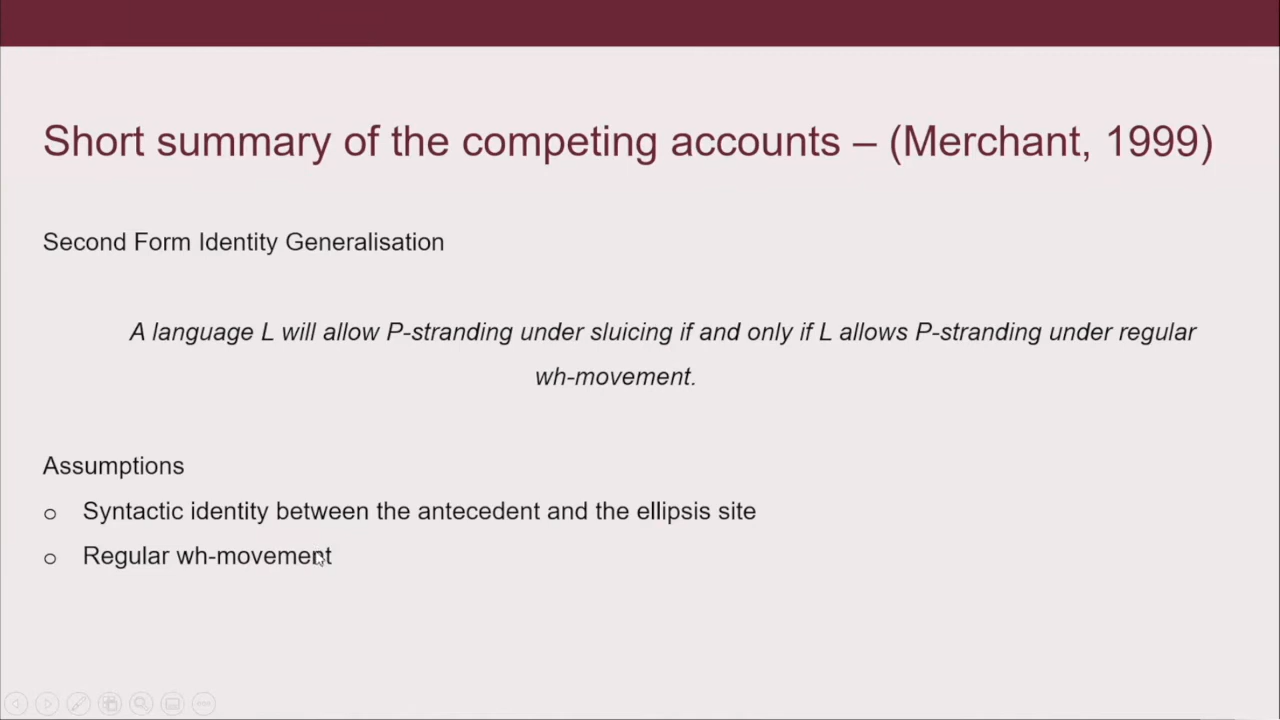 Short summary of the competing accounts – (Merchant, 1999)
Second Form Identity Generalisation
A language L will allow P-stranding under sluicing if and only if L allows P-stranding under regular
wh-movement.
Assumptions
o Syntactic identity between the antecedent and the ellipsis site
o Regular wh-movement